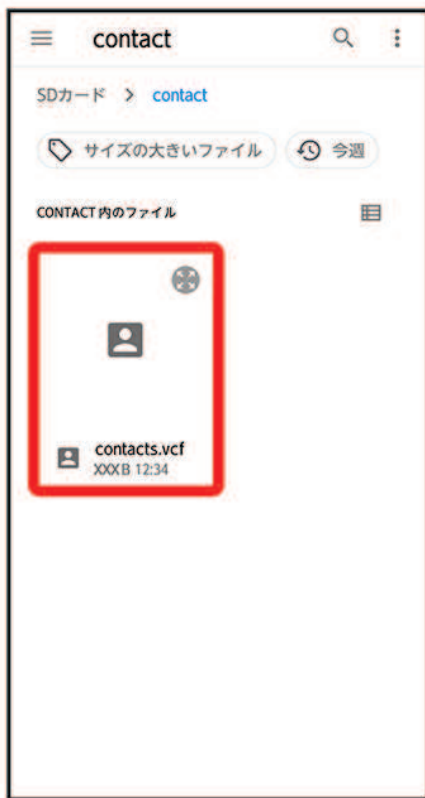 contact
SDカード > contact
サイズの大きいファイル 今週
CONTACT 内のファイル
contacts.vcf
XXXB 12:34